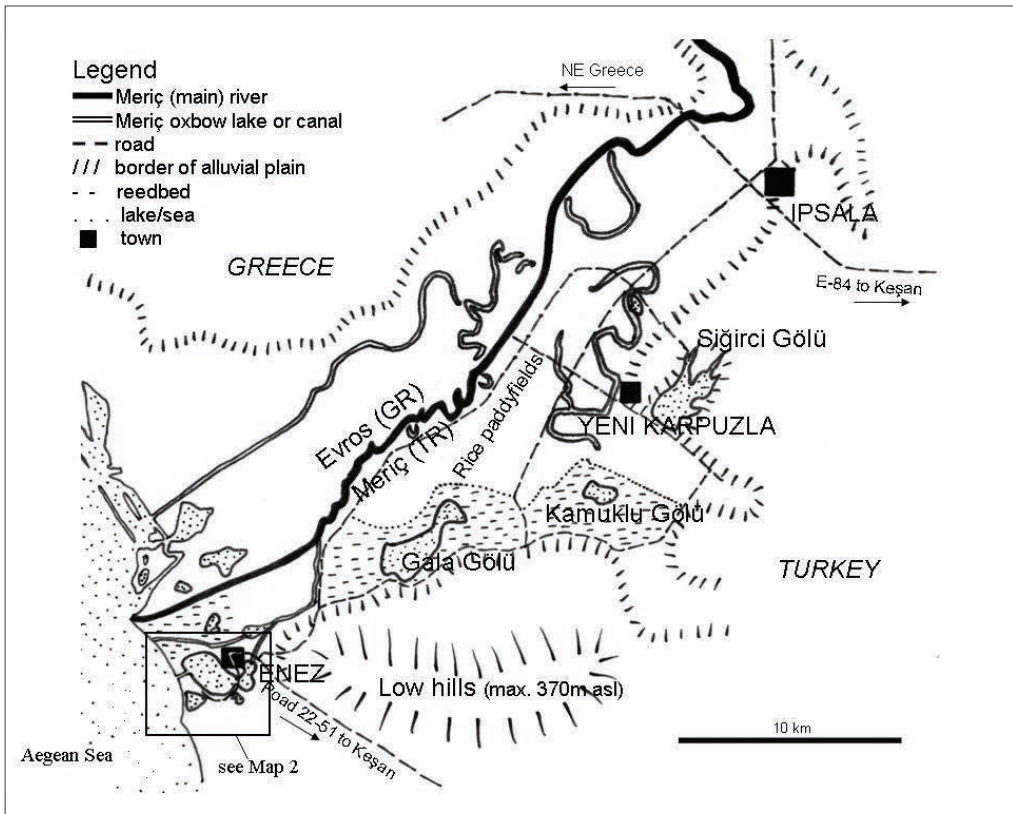 Legend
Meriç (main) river
Meriç oxbow lake or canal
road
border of alluvial plain
reedbed
lake/sea
town
NE Greece
IPSALA
GREECE
E-84 to Keşan
Siğirci Gölü
Evros (GR)
Meriç (TR)
Rice paddyfields
YENI KARPUZLA
Kamuklu Gölü
Gala Gölü
TURKEY
ENEZ
Low hills (max. 370m asl)
Road 22-51 to Keşan
10 km
Aegean Sea
see Map 2